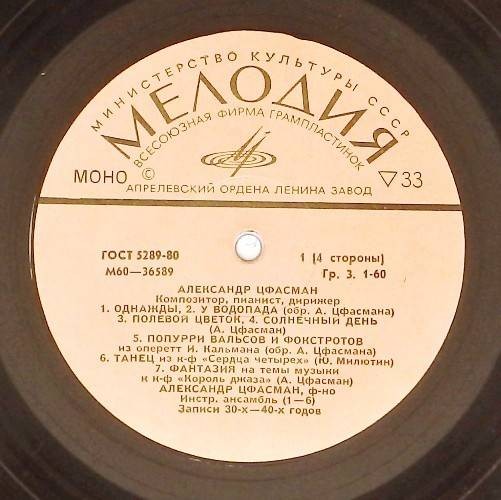 МИНИСТЕРСТВО КУЛЬТУРЫ СССР
МЕЛОДИЯ
ВСЕСОЮЗНАЯ ФИРМА ГРАМПЛАСТИНОК
МОНО © ▽33
АПРЕЛЕВСКИЙ ОРДЕНА ЛЕНИНА ЗАВОД
ГОСТ 5289-80 1 (4 стороны)
М60—36589 Гр. 3. 1-60
АЛЕКСАНДР ЦФАСМАН
Композитор, пианист, дирижер
1. ОДНАЖДЫ, 2. У ВОДОПАДА (обр. А. Цфасмана)
3. ПОЛЕВОЙ ЦВЕТОК, 4. СОЛНЕЧНЫЙ ДЕНЬ
(А. Цфасман)
5. ПОПУРРИ ВАЛЬСОВ И ФОКСТРОТОВ
из оперетт И. Кальмана (обр. А. Цфасмана)
6. ТАНЕЦ из к-ф «Сердца четырех» (Ю. Милютин)
7. ФАНТАЗИЯ на темы музыки
к к-ф «Король джаза» (А. Цфасман)
АЛЕКСАНДР ЦФАСМАН, ф-но
Инстр. ансамбль (1—6)
Записи 30-х—40-х годов